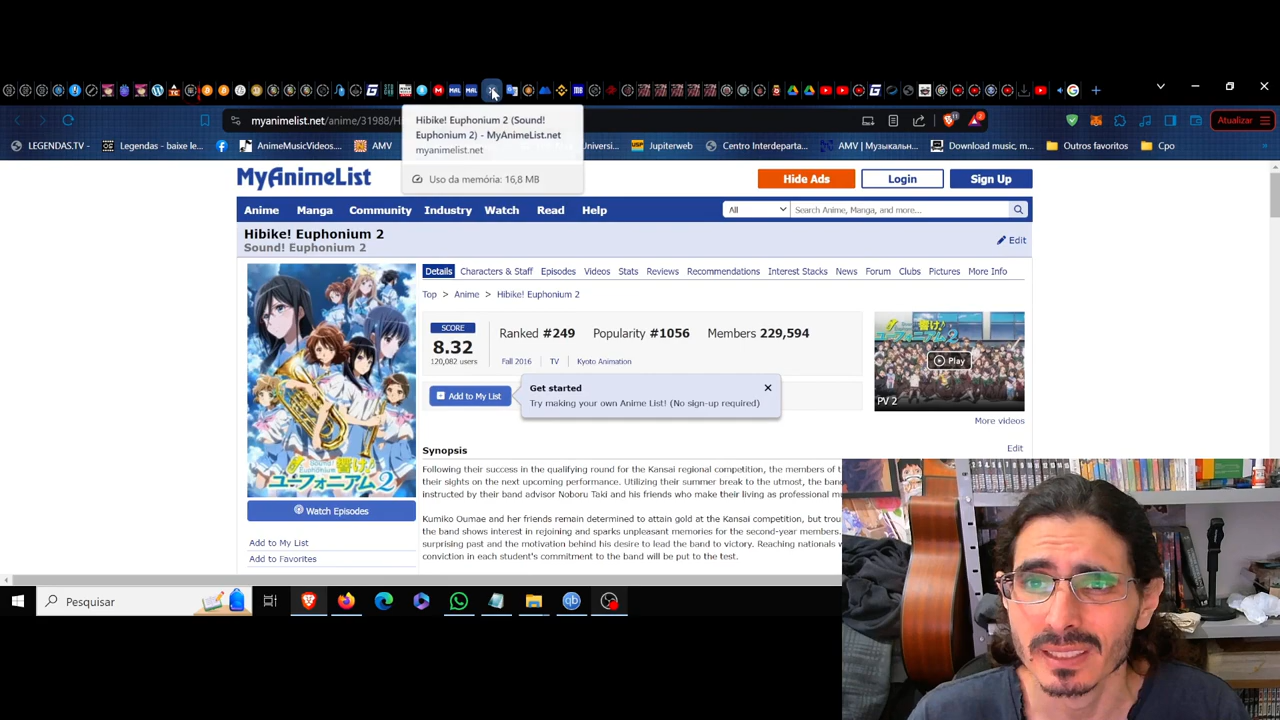 Hibike! Euphonium 2 (Sound!
Euphonium 2) - MyAnimeList.net
myanimelist.net
Uso da memória: 16,8 MB
myanimelist.net/anime/31988/H
Atualizar
LEGENDAS.TV -
Legendas - baixe le...
AnimeMusicVideos....
AMV
Universi...
Jupiterweb
Centro Interdeparta...
AMV | Музыкальн...
Download music, m...
Outros favoritos
Cpo
MyAnimeList
Hide Ads
Login
Sign Up
Anime Manga Community Industry Watch Read Help
All
Search Anime, Manga, and more...
Hibike! Euphonium 2
Sound! Euphonium 2
Edit
Details Characters & Staff Episodes Videos Stats Reviews Recommendations Interest Stacks News Forum Clubs Pictures More Info
Top > Anime > Hibike! Euphonium 2
SCORE
8.32
120,082 users
Ranked #249 Popularity #1056 Members 229,594
Fall 2016 TV Kyoto Animation
Add to My List
Get started
Try making your own Anime List! (No sign-up required)
Play
PV 2
More videos
Synopsis
Edit
Following their success in the qualifying round for the Kansai regional competition, the members of t
their sights on the next upcoming performance. Utilizing their summer break to the utmost, the band
instructed by their band advisor Noboru Taki and his friends who make their living as professional m
Kumiko Oumae and her friends remain determined to attain gold at the Kansai competition, but trou
the band shows interest in rejoining and sparks unpleasant memories for the second-year members.
surprising past and the motivation behind his desire to lead the band to victory. Reaching nationals w
conviction in each student's commitment to the band will be put to the test.
響け!
ユーフォニアム2
Watch Episodes
Add to My List
Add to Favorites
Pesquisar